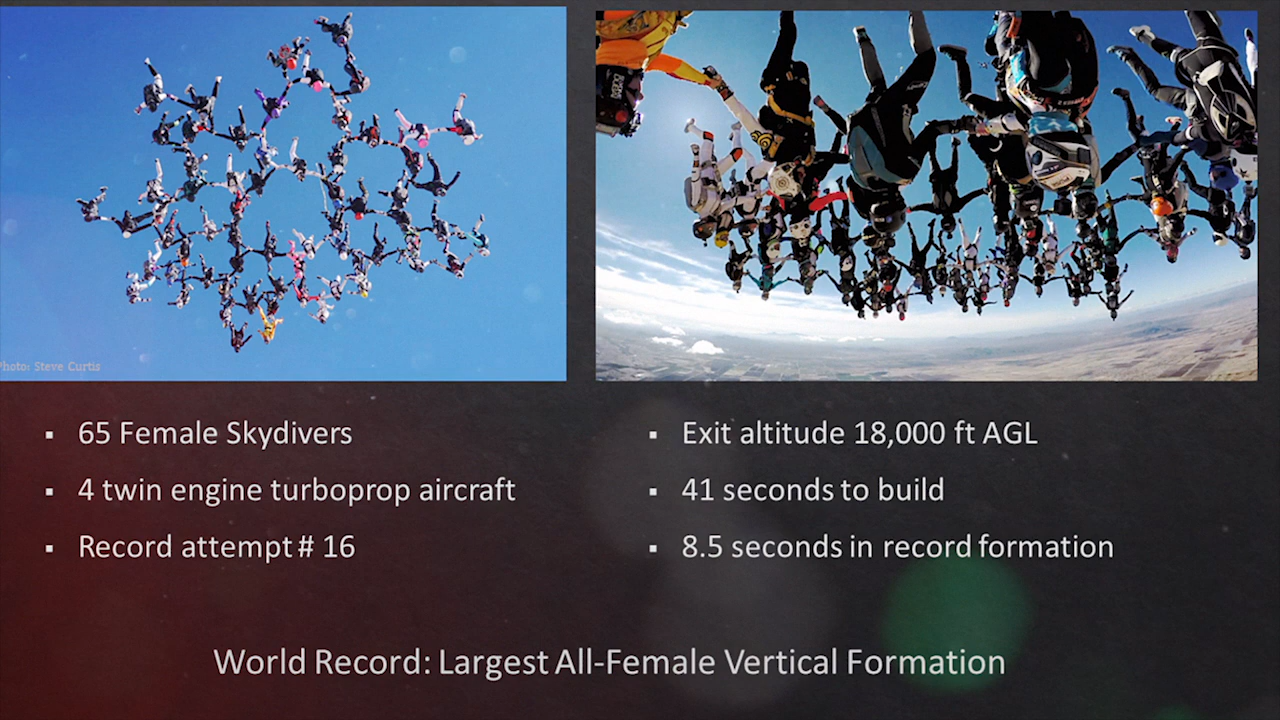 Photo: Steve Curtis
▪ 65 Female Skydivers
▪ 4 twin engine turboprop aircraft
▪ Record attempt # 16
▪ Exit altitude 18,000 ft AGL
▪ 41 seconds to build
▪ 8.5 seconds in record formation
World Record: Largest All-Female Vertical Formation